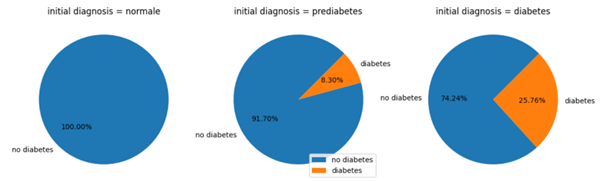 initial diagnosis = normale
100.00%
no diabetes
initial diagnosis = prediabetes
diabetes
8.30%
91.70%
no diabetes
no diabetes
diabetes
initial diagnosis = diabetes
no diabetes
74.24%
25.76%
diabetes